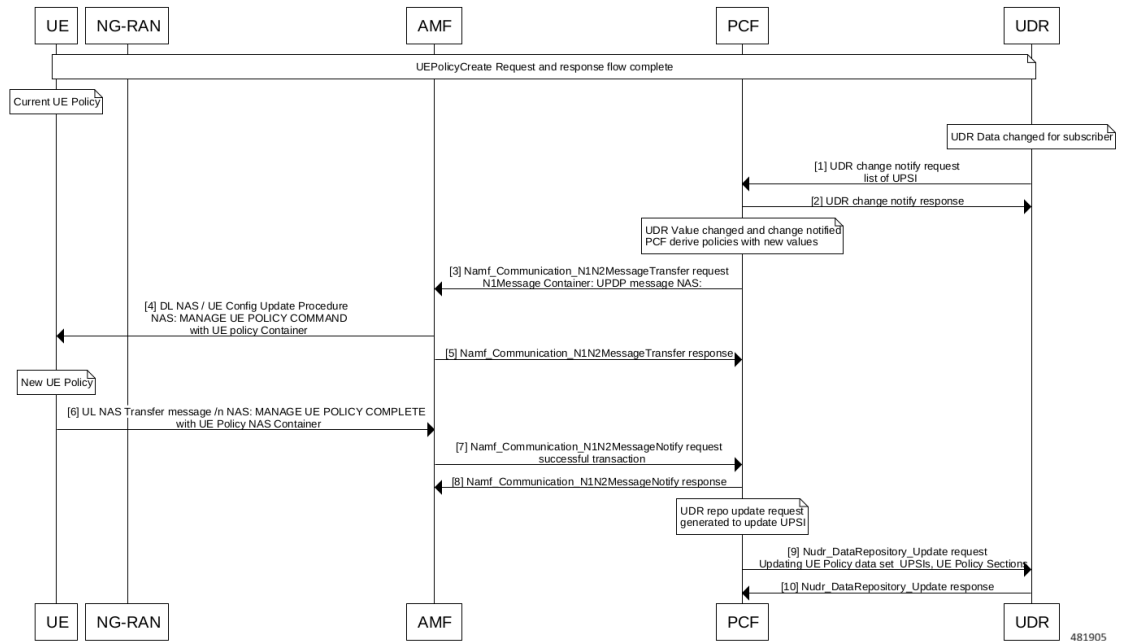 UE NG-RAN AMF PCF UDR
UEPolicyCreate Request and response flow complete
Current UE Policy
UDR Data changed for subscriber
[1] UDR change notify request
list of UPSI
[2] UDR change notify response
UDR Value changed and change notified
PCF derive policies with new values
[3] Namf_Communication_N1N2MessageTransfer request
N1Message Container: UPDP message NAS:
[4] DL NAS / UE Config Update Procedure
NAS: MANAGE UE POLICY COMMAND
with UE policy Container
[5] Namf_Communication_N1N2MessageTransfer response
New UE Policy
[6] UL NAS Transfer message /n NAS: MANAGE UE POLICY COMPLETE
with UE Policy NAS Container
[7] Namf_Communication_N1N2MessageNotify request
successful transaction
[8] Namf_Communication_N1N2MessageNotify response
UDR repo update request
generated to update UPSI
[9] Nudr_DataRepository_Update request
Updating UE Policy data set UPSIs, UE Policy Sections
[10] Nudr_DataRepository_Update response
UE NG-RAN AMF PCF UDR
481905